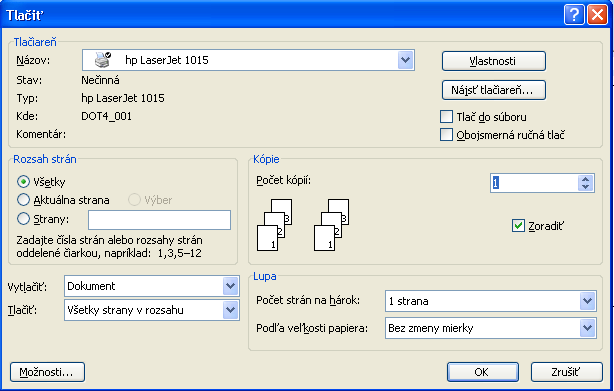 Tlačiť
Tlačiareň
Názov: hp LaserJet 1015
Vlastnosti
Stav: Nečinná
Typ: hp LaserJet 1015
Nájsť tlačiareň...
Kde: DOT4_001
Tlač do súboru
Komentár:
Obojsmerná ručná tlač
Rozsah strán
Všetky
Aktuálna strana
Výber
Strany:
Zadajte čísla strán alebo rozsahy strán
oddelené čiarkou, napríklad: 1,3,5–12
Kópie
Počet kópií: 1
3
2
1
3
2
1
Zoradiť
Vytlačiť: Dokument
Tlačiť: Všetky strany v rozsahu
Lupa
Počet strán na hárok: 1 strana
Podľa veľkosti papiera: Bez zmeny mierky
Možnosti...
OK
Zrušiť